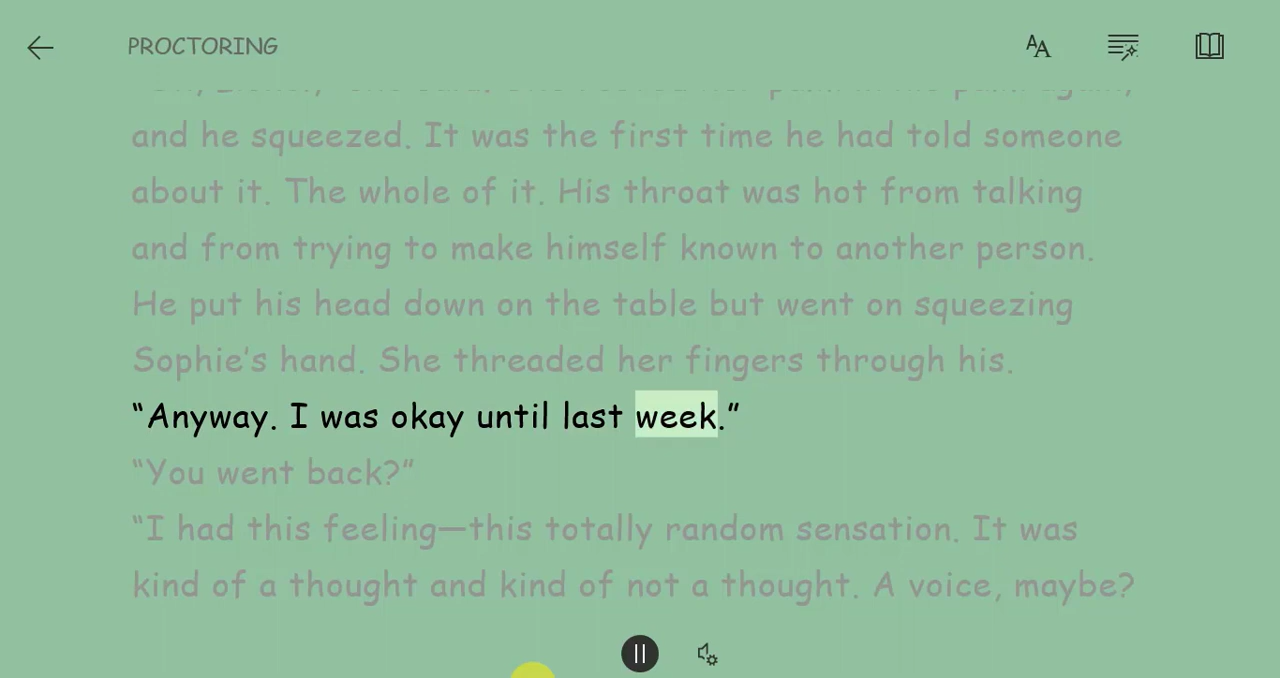 PROCTORING
and he squeezed. It was the first time he had told someone
about it. The whole of it. His throat was hot from talking
and from trying to make himself known to another person.
He put his head down on the table but went on squeezing
Sophie’s hand. She threaded her fingers through his.
“Anyway. I was okay until last week.”
“You went back?”
“I had this feeling—this totally random sensation. It was
kind of a thought and kind of not a thought. A voice, maybe?